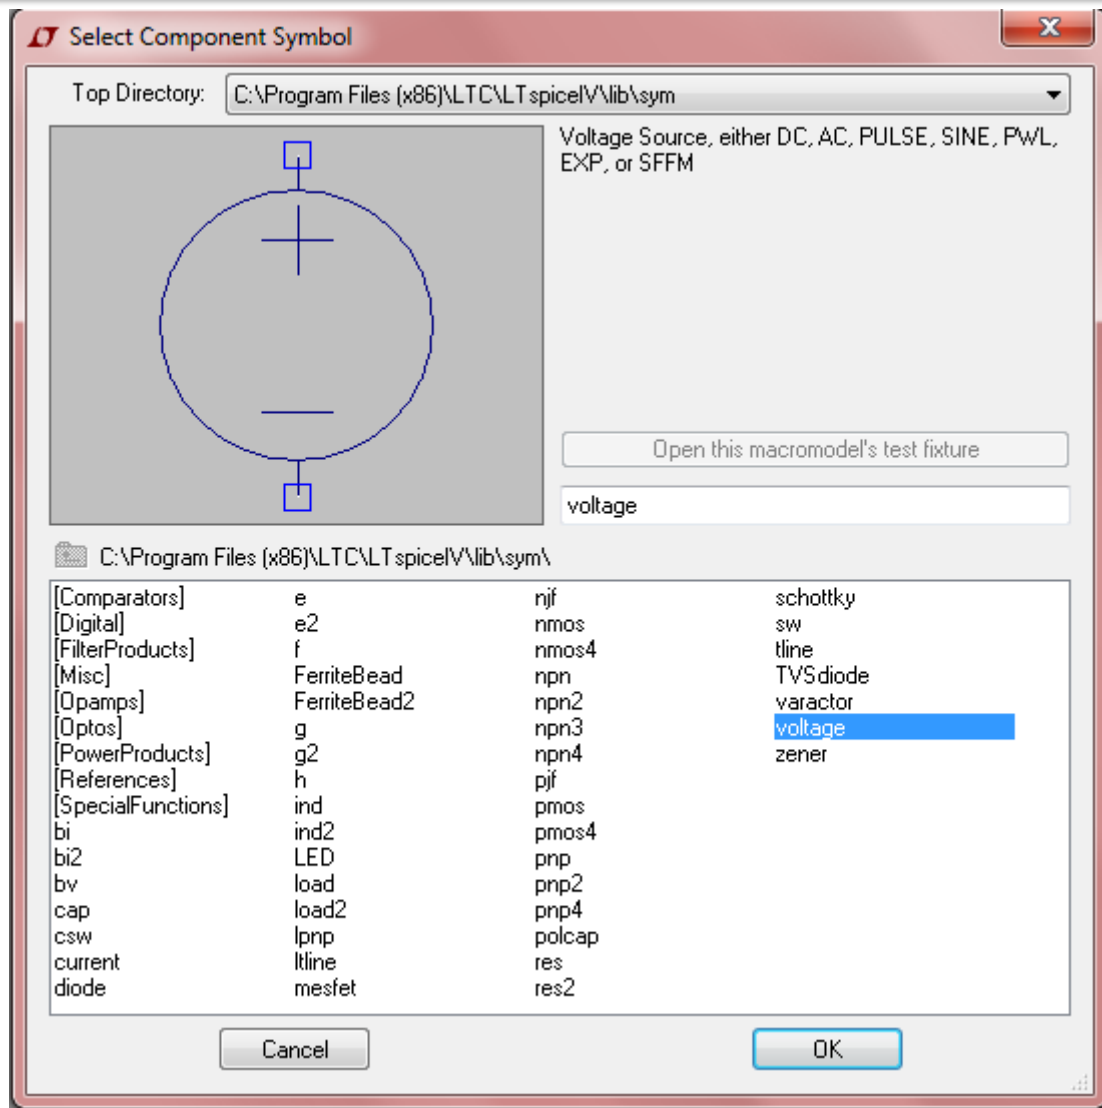 Select Component Symbol
Top Directory:
C:\Program Files (x86)\LTC\LTspiceIV\lib\sym
Voltage Source, either DC, AC, PULSE, SINE, PWL,
EXP, or SFFM
Open this macromodel's test fixture
voltage
C:\Program Files (x86)\LTC\LTspiceIV\lib\sym\
[Comparators]
[Digital]
[FilterProducts]
[Misc]
[Opamps]
[Optos]
[PowerProducts]
[References]
[SpecialFunctions]
bi
bi2
bv
cap
csw
current
diode
e
e2
f
FerriteBead
FerriteBead2
g
g2
h
ind
ind2
LED
load
load2
lpnp
ltline
mesfet
njf
nmos
nmos4
npn
npn2
npn3
npn4
pjf
pmos
pmos4
pnp
pnp2
pnp4
polcap
res
res2
schottky
sw
tline
TVSdiode
varactor
voltage
zener
Cancel
OK